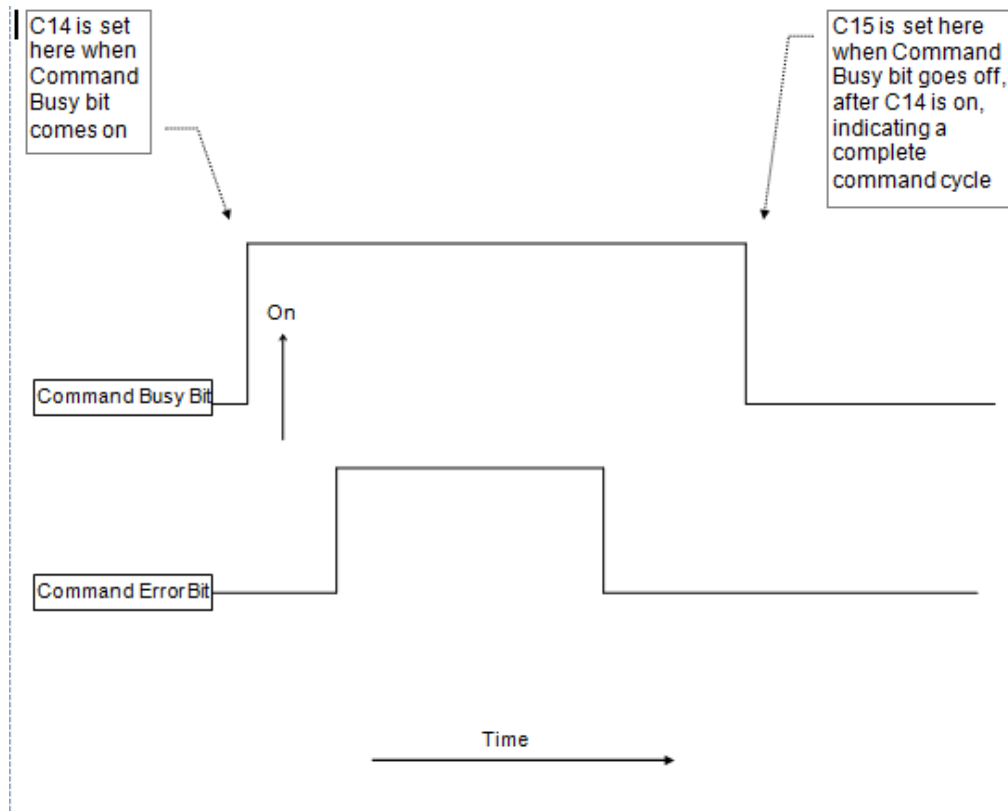 C14 is set
here when
Command
Busy bit
comes on
C15 is set here
when Command
Busy bit goes off,
after C14 is on,
indicating a
complete
command cycle
On
Command Busy Bit
Command Error Bit
Time